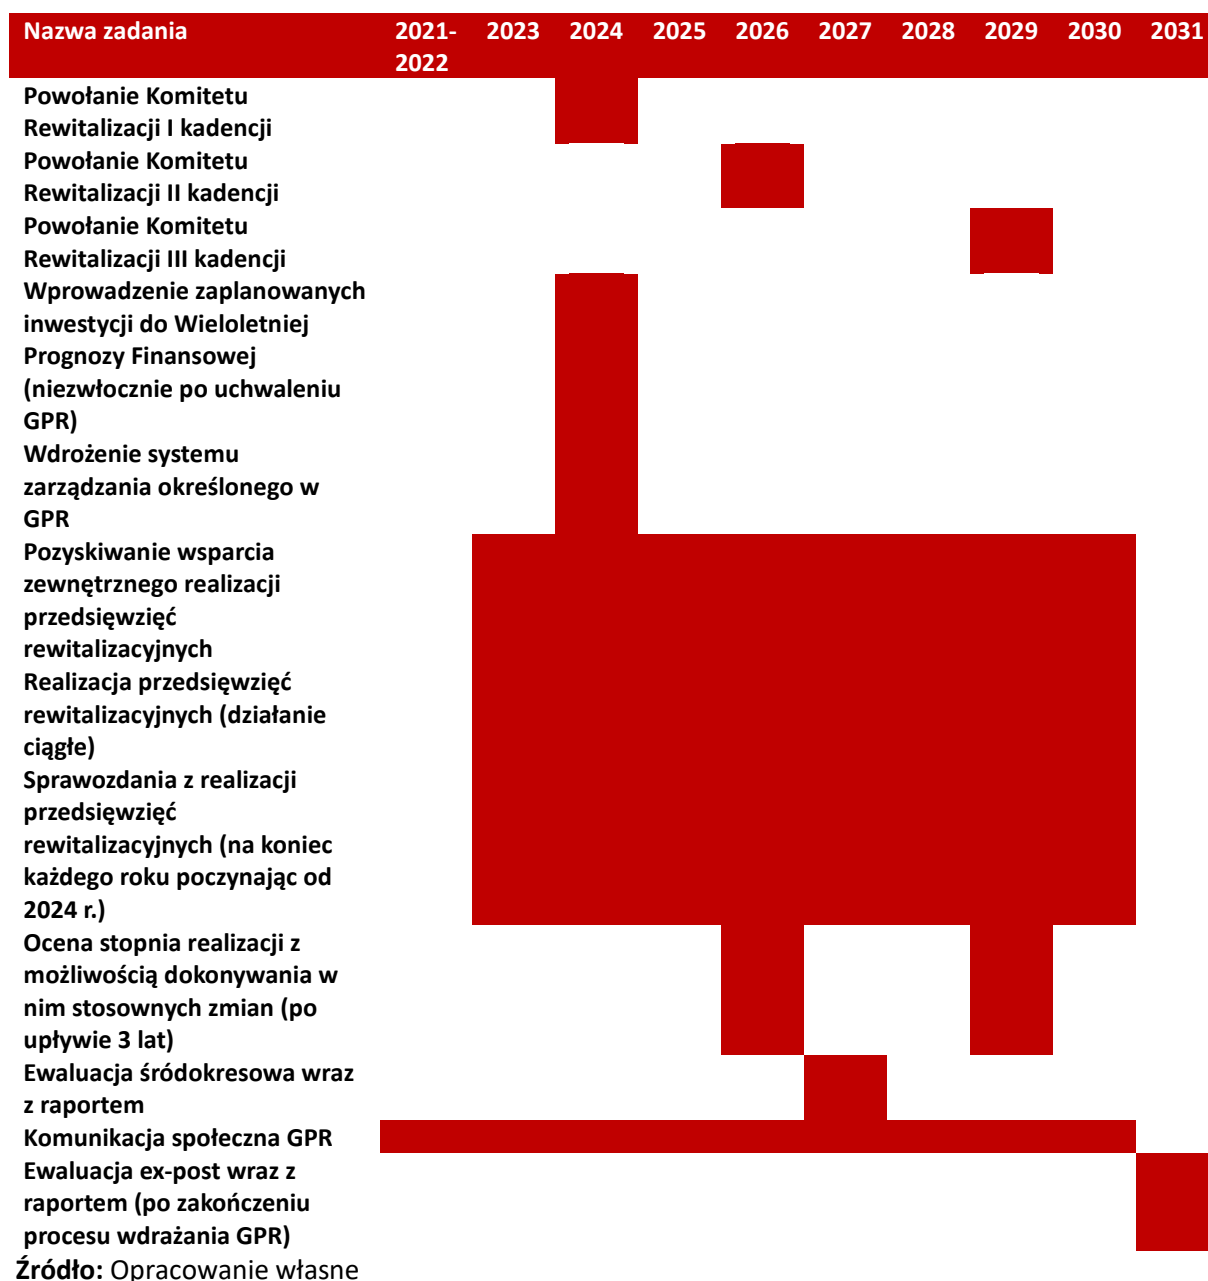 Nazwa zadania 2021- 2023 2024 2025 2026 2027 2028 2029 2030 2031
2022
Powołanie Komitetu
Rewitalizacji I kadencji
Powołanie Komitetu
Rewitalizacji II kadencji
Powołanie Komitetu
Rewitalizacji III kadencji
Wprowadzenie zaplanowanych
inwestycji do Wieloletniej
Prognozy Finansowej
(niezwłocznie po uchwaleniu
GPR)
Wdrożenie systemu
zarządzania określonego w
GPR
Pozyskiwanie wsparcia
zewnętrznego realizacji
przedsięwzięć
rewitalizacyjnych
Realizacja przedsięwzięć
rewitalizacyjnych (działanie
ciągłe)
Sprawozdania z realizacji
przedsięwzięć
rewitalizacyjnych (na koniec
każdego roku poczynając od
2024 r.)
Ocena stopnia realizacji z
możliwością dokonywania w
nim stosownych zmian (po
upływie 3 lat)
Ewaluacja śródokresowa wraz
z raportem
Komunikacja społeczna GPR
Ewaluacja ex-post wraz z
raportem (po zakończeniu
procesu wdrażania GPR)
Źródło: Opracowanie własne